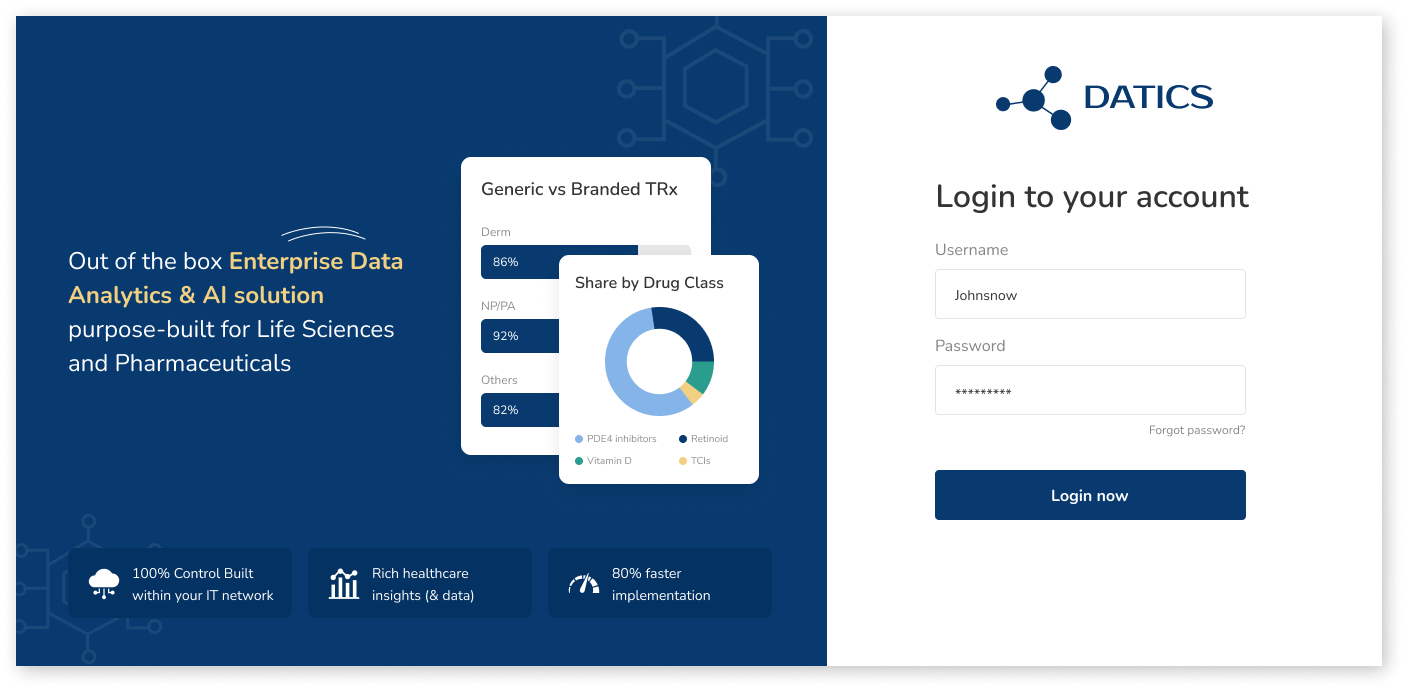 Out of the box Enterprise Data
Analytics & AI solution
purpose-built for Life Sciences
and Pharmaceuticals
Generic vs Branded TRx
Derm
86%
NP/PA
92%
Others
82%
Share by Drug Class
PDE4 inhibitors
Retinoid
Vitamin D
TCIs
100% Control Built
within your IT network
Rich healthcare
insights (& data)
80% faster
implementation
DATICS
Login to your account
Username
Johnsnow
Password
*********
Forgot password?
Login now